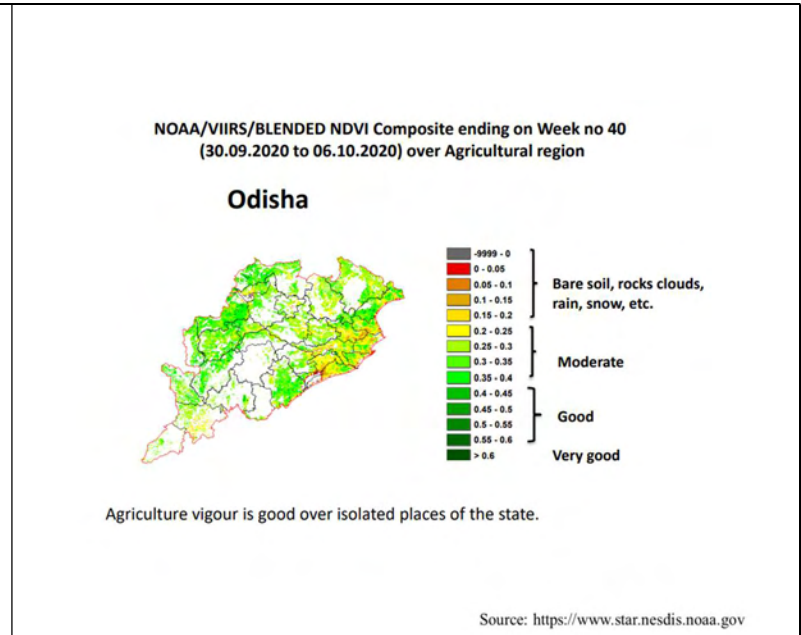 NOAA/VIIRS/BLENDED NDVI Composite ending on Week no 40
(30.09.2020 to 06.10.2020) over Agricultural region
Odisha
-9999 - 0
0 - 0.05
0.05 - 0.1
0.1 - 0.15
0.15 - 0.2
0.2 - 0.25
0.25 - 0.3
0.3 - 0.35
0.35 - 0.4
0.4 - 0.45
0.45 - 0.5
0.5 - 0.55
0.55 - 0.6
> 0.6
Bare soil, rocks clouds,
rain, snow, etc.
Moderate
Good
Very good
Agriculture vigour is good over isolated places of the state.
Source: https://www.star.nesdis.noaa.gov